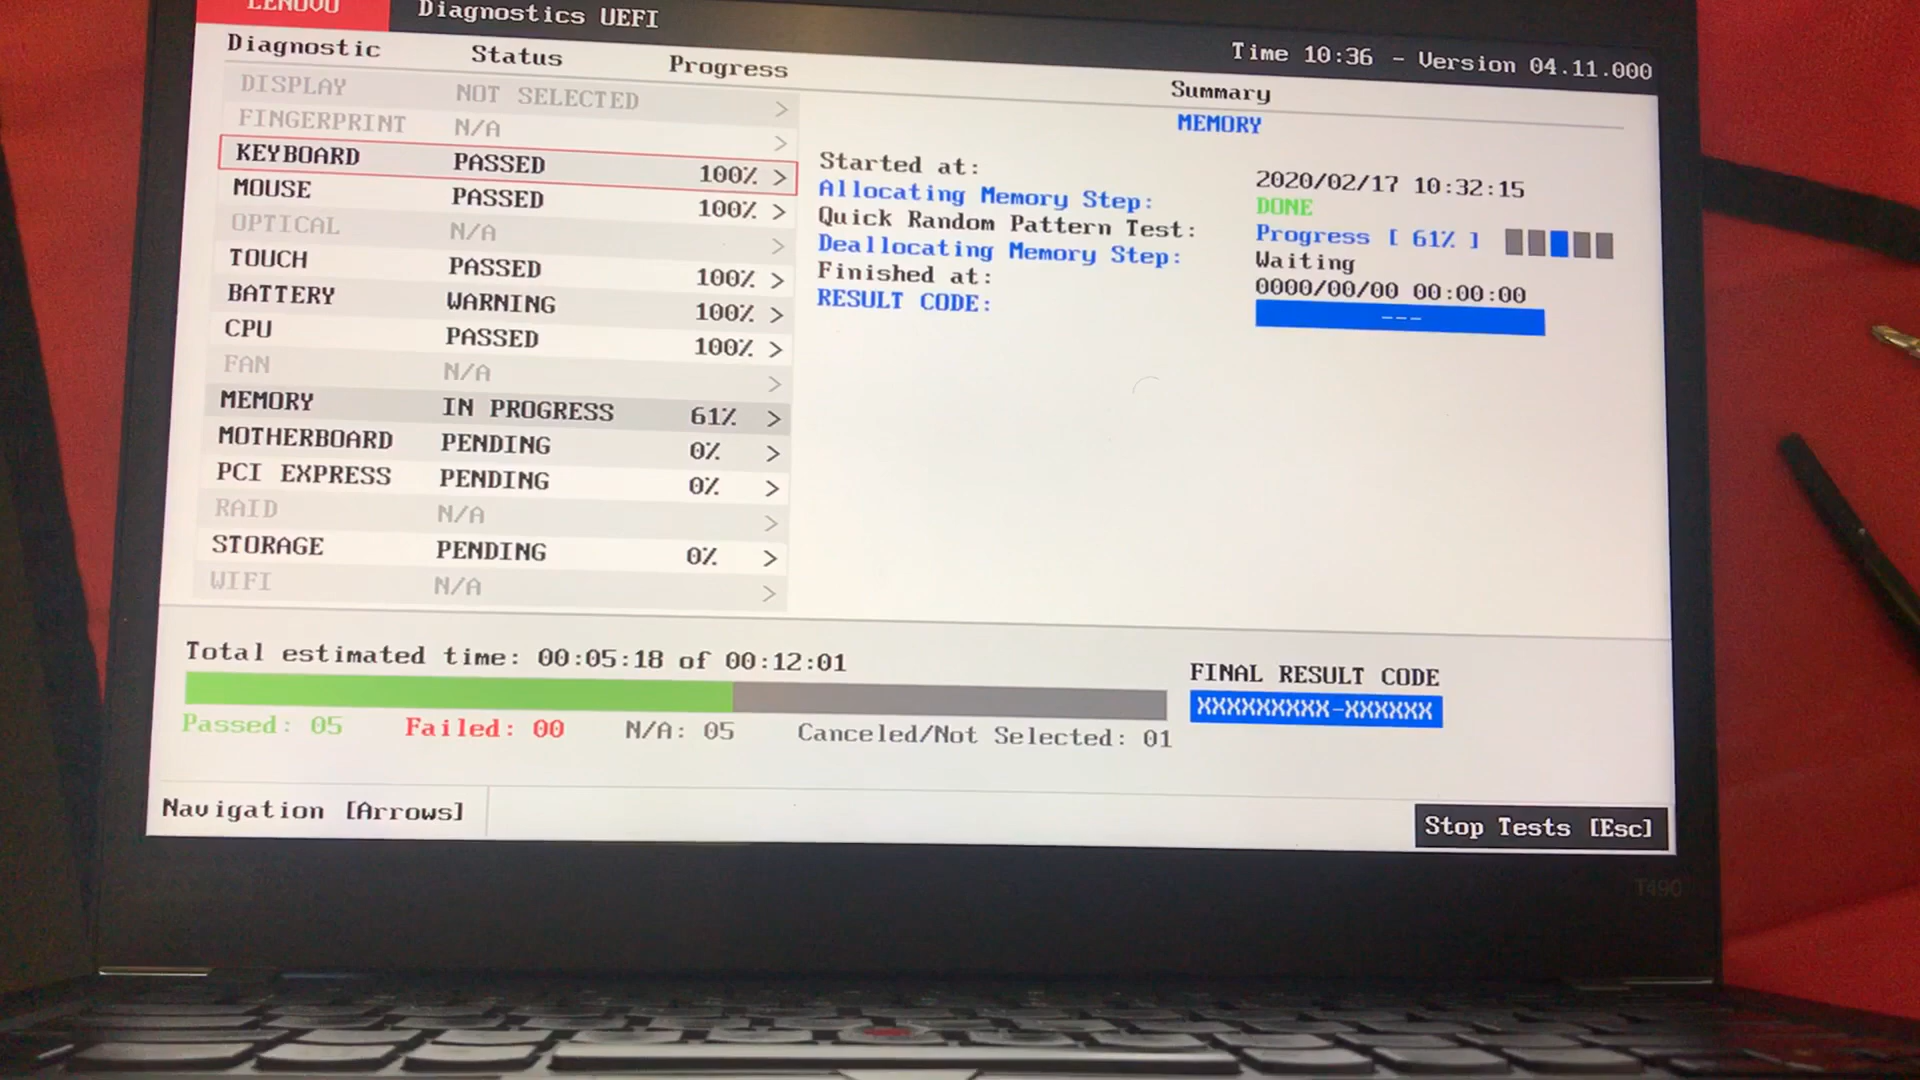 LENOVO Diagnostics UEFI
Time 10:36 - Version 04.11.000
Diagnostic Status Progress
DISPLAY NOT SELECTED >
FINGERPRINT N/A >
KEYBOARD PASSED 100% >
MOUSE PASSED 100% >
OPTICAL N/A >
TOUCH PASSED 100% >
BATTERY WARNING 100% >
CPU PASSED 100% >
FAN N/A >
MEMORY IN PROGRESS 61% >
MOTHERBOARD PENDING 0% >
PCI EXPRESS PENDING 0% >
RAID N/A >
STORAGE PENDING 0% >
WIFI N/A >
Summary
MEMORY
Started at: 2020/02/17 10:32:15
Allocating Memory Step: DONE
Quick Random Pattern Test: Progress [ 61% ]
Deallocating Memory Step: Waiting
Finished at: 0000/00/00 00:00:00
RESULT CODE: ---
Total estimated time: 00:05:18 of 00:12:01
Passed: 05 Failed: 00 N/A: 05 Canceled/Not Selected: 01
FINAL RESULT CODE
XXXXXXXXX-XXXXXX
Navigation [Arrows]
Stop Tests [Esc]
T490